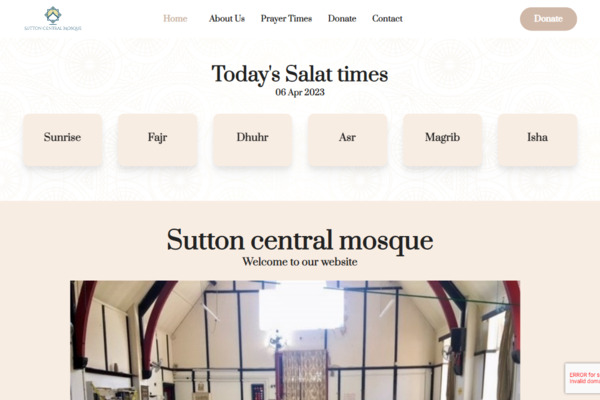 SUTTON CENTRAL MOSQUE
Home
About Us
Prayer Times
Donate
Contact
Donate
Today's Salat times
06 Apr 2023
Sunrise
Fajr
Dhuhr
Asr
Magrib
Isha
Sutton central mosque
Welcome to our website
ERROR for s
Invalid doma